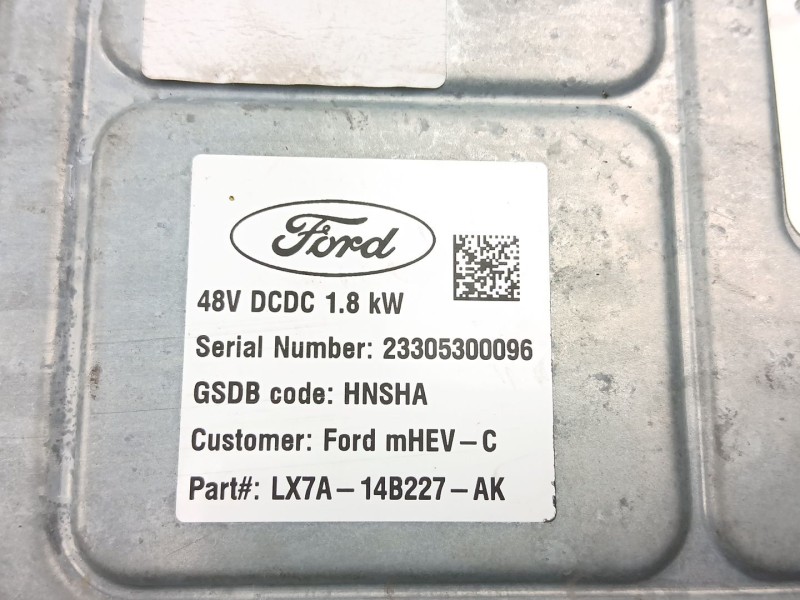 Ford
48V DCDC 1.8 kW
Serial Number: 23305300096
GSDB code: HNSHA
Customer: Ford mHEV-C
Part#: LX7A-14B227-AK